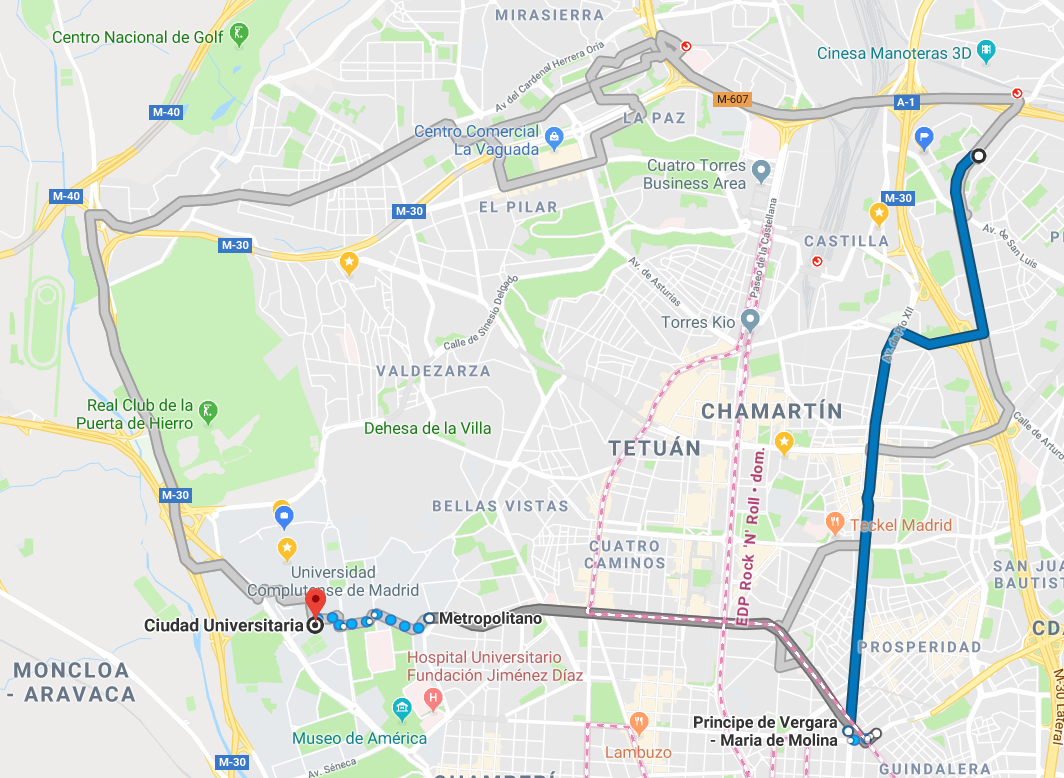 MIRASIERRA
Centro Nacional de Golf
Av del Cardenal Herrera Oria
Cinesa Manoteras 3D
M-607
A-1
M-40
LA PAZ
Centro Comercial
La Vaguada
Cuatro Torres
Business Area
M-40
M-30
M-30
EL PILAR
Paseo de la Castellana
M-30
CASTILLA
Av. de San Luis
Av. de Asturias
Calle de Sinesio Delgado
Torres Kio
Av. de Pío XII
VALDEZARZA
Real Club de la
Puerta de Hierro
Dehesa de la Villa
CHAMARTÍN
Calle de Arturo
TETUÁN
M-30
BELLAS VISTAS
EDP Rock 'N' Roll • dom.
Teckel Madrid
CUATRO
CAMINOS
Universidad
Complutense de Madrid
SAN JUA
BAUTIST
Ciudad Universitaria
Metropolitano
CD.
PROSPERIDAD
MONCLOA
- ARAVACA
Hospital Universitario
Fundación Jiménez Díaz
M-30 Lateral
Museo de América
Principe de Vergara
- Maria de Molina
Lambuzo
M-30
Av. Séneca
CHAMBERÍ
GUINDALERA